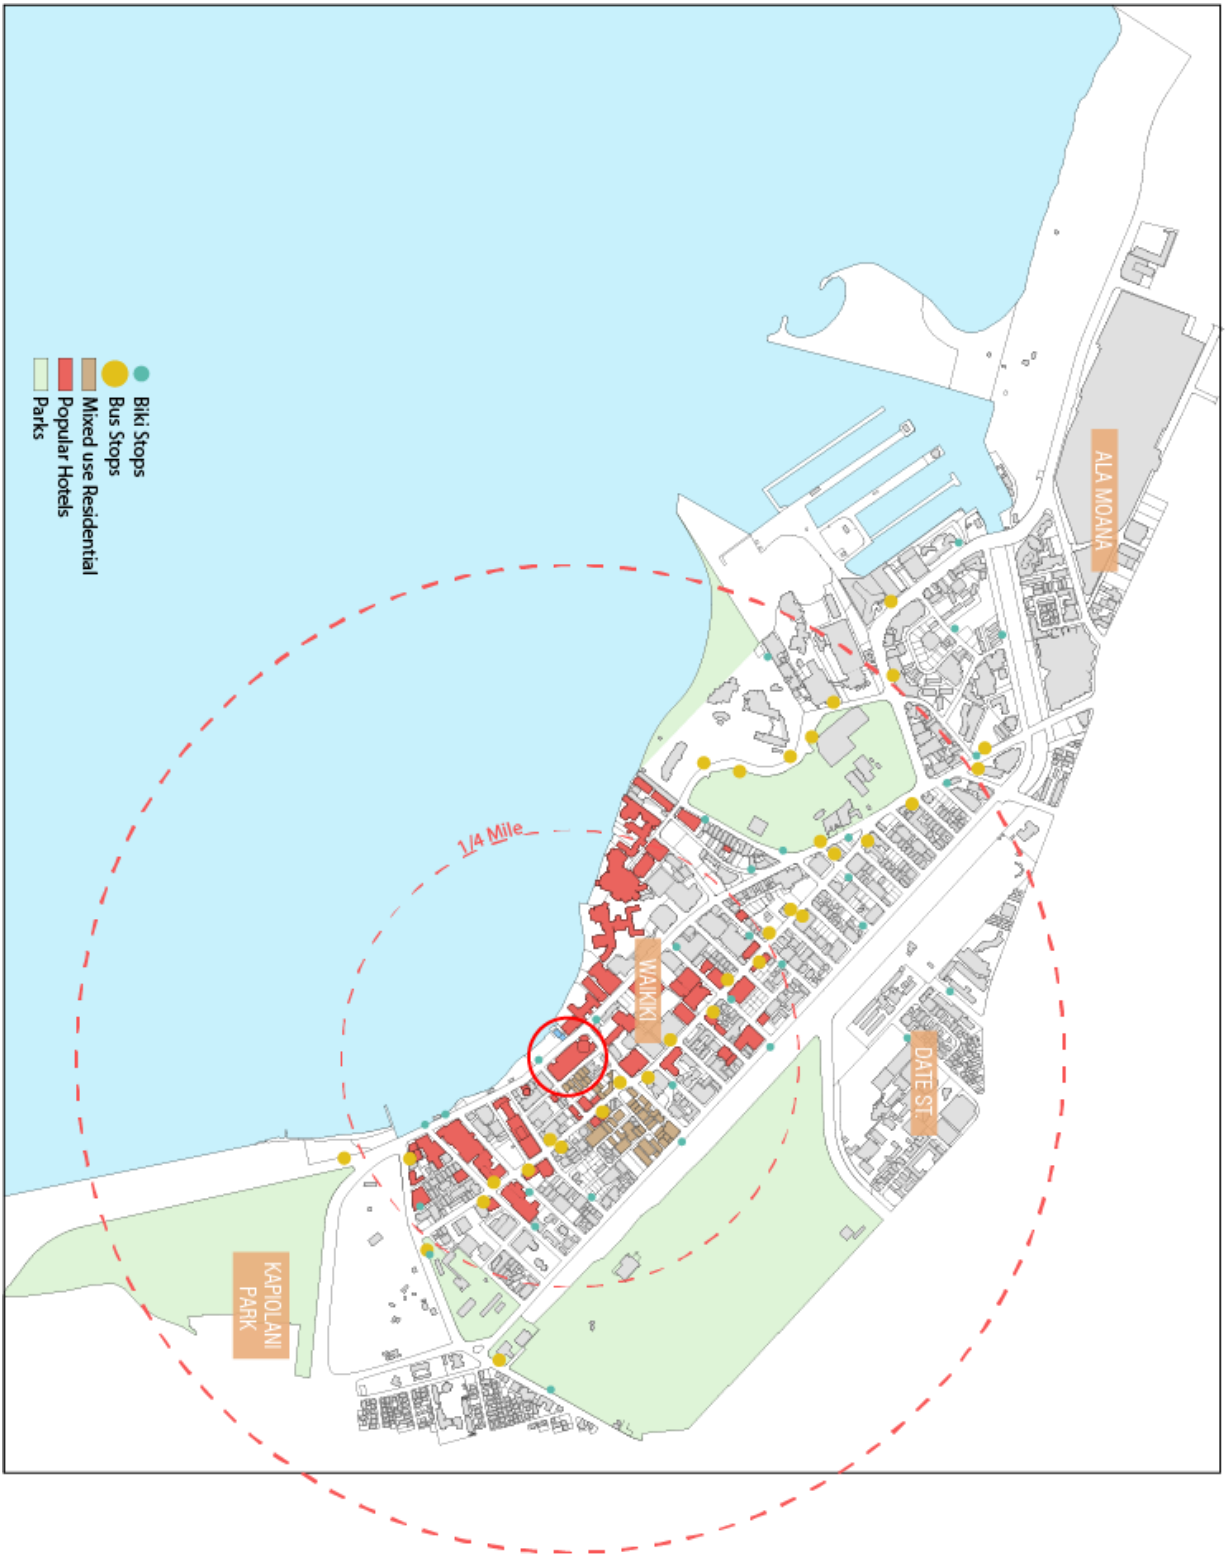 ALA MOANA
Biki Stops
Bus Stops
Mixed use Residential
Popular Hotels
Parks
1/4 Mile
WAIKIKI
DATE ST.
KAPIOLANI
PARK